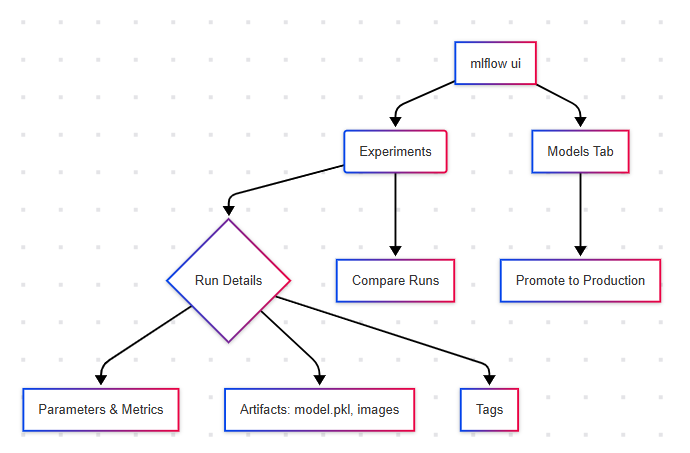 mlflow ui
Experiments
Models Tab
Run Details
Compare Runs
Promote to Production
Parameters & Metrics
Artifacts: model.pkl, images
Tags